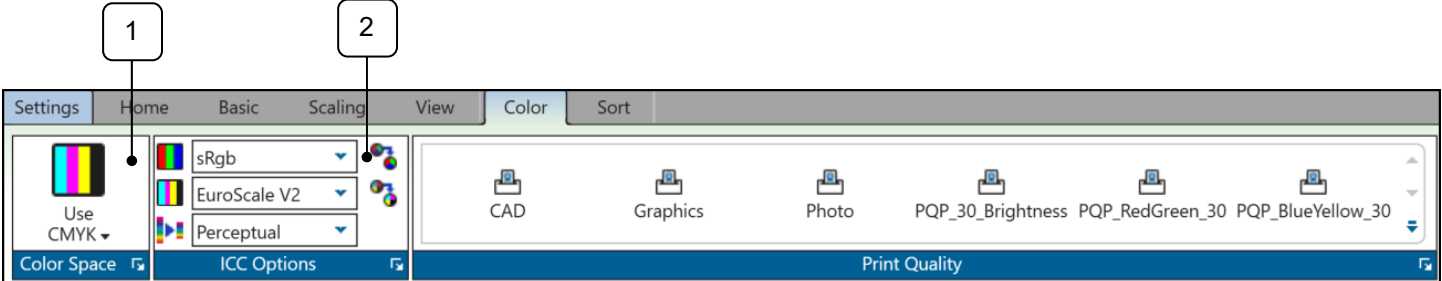 1
2
Settings Home Basic Scaling View Color Sort
sRgb
EuroScale V2
Perceptual
Use
CMYK
CAD Graphics Photo PQP_30_Brightness PQP_RedGreen_30 PQP_BlueYellow_30
Color Space ICC Options Print Quality